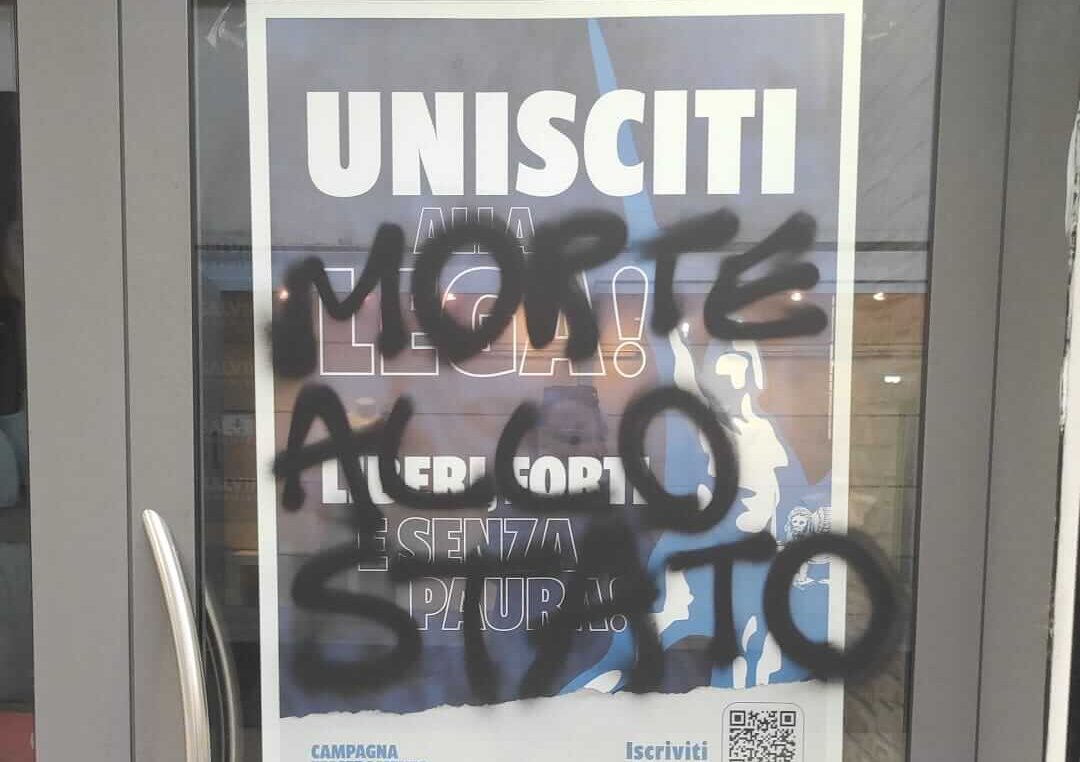 UNISCITI
ALLA
LEGA!
MORTE
ALLO
STATO
LIBERI, FORTI
E SENZA
PAURA!
CAMPAGNA
Iscriviti